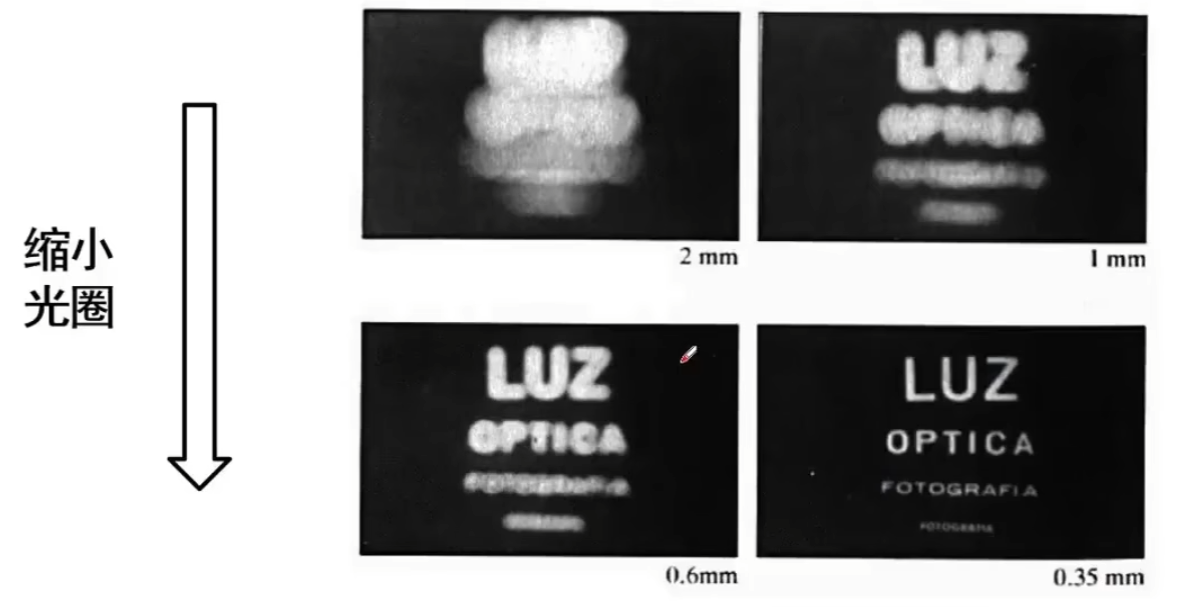 缩小
光圈
2 mm
LUZ
1 mm
LUZ
OPTICA
0.6mm
LUZ
OPTICA
FOTOGRAFIA
FOTOGRAFIA
0.35 mm